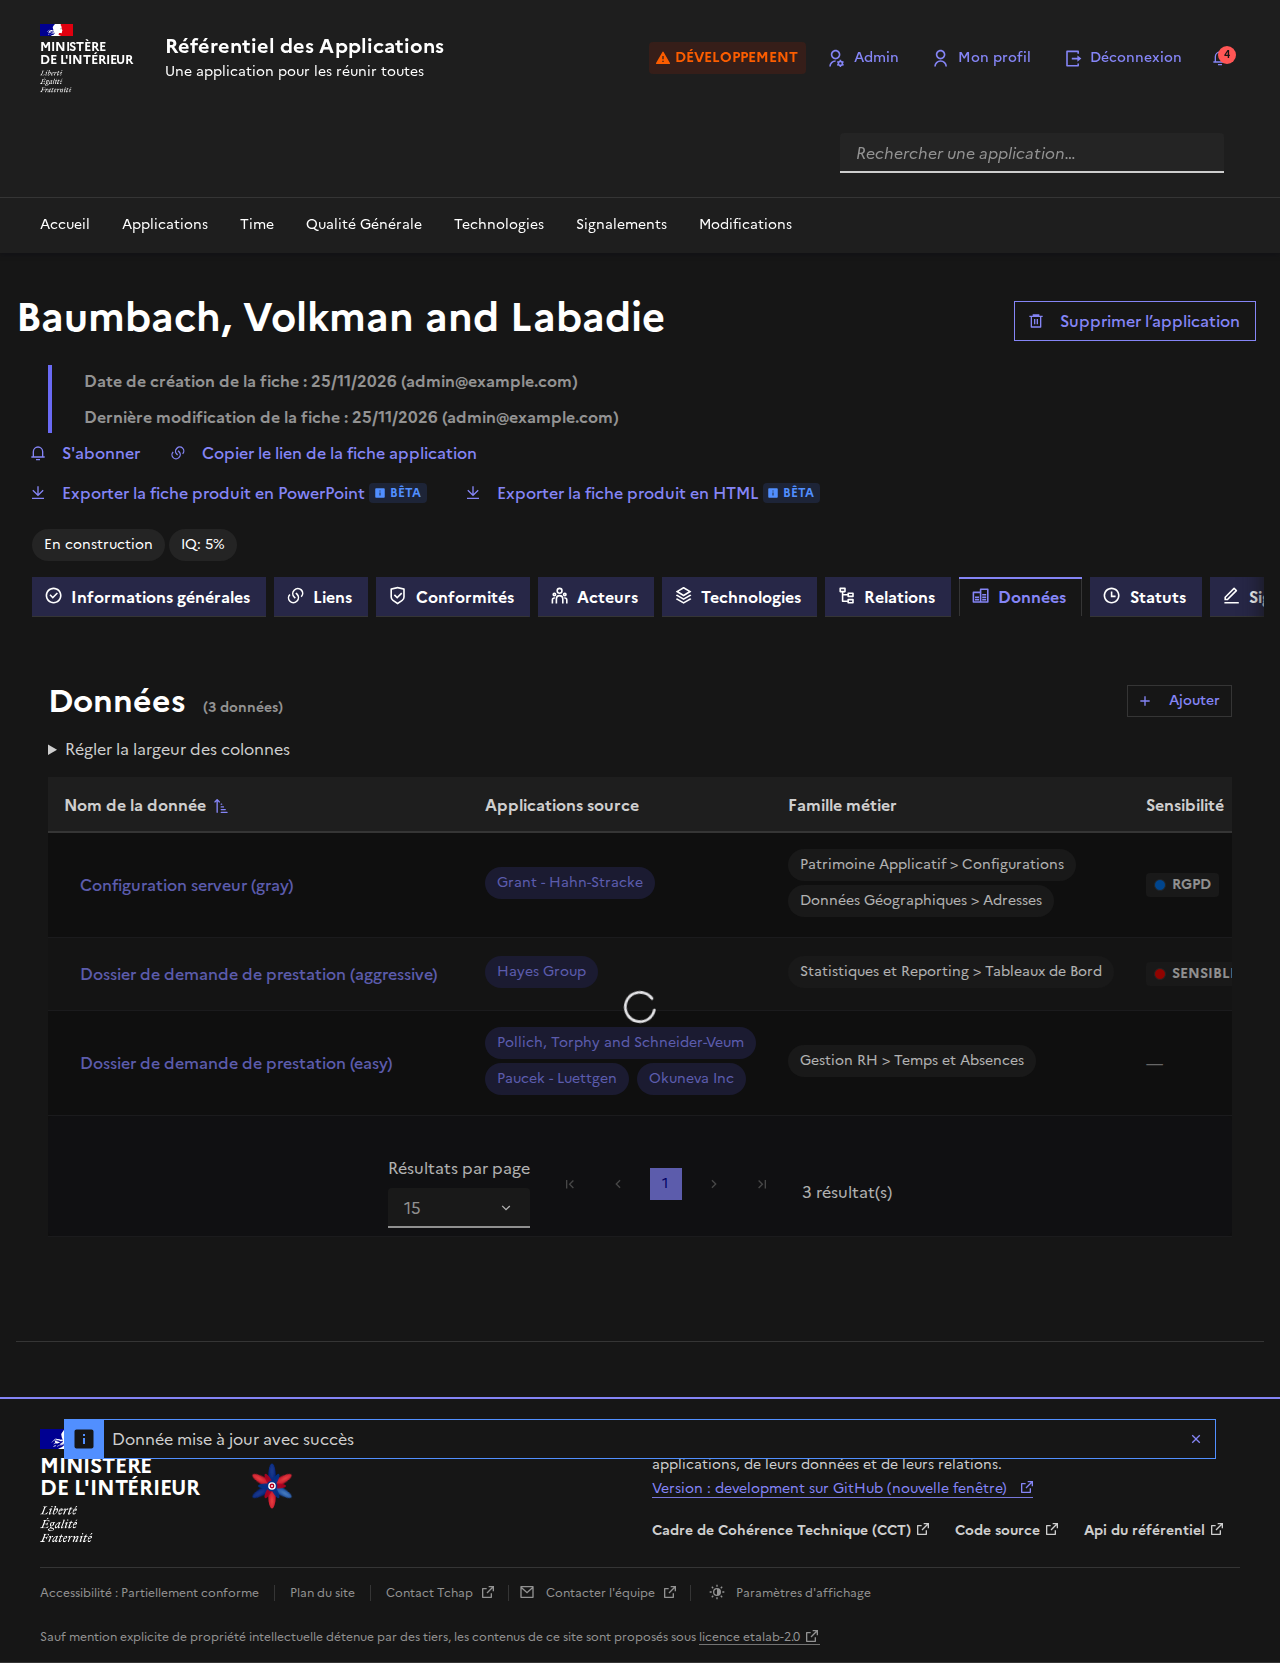 MINISTÈRE
DE L'INTÉRIEUR
Liberté
Égalité
Fraternité
Référentiel des Applications
Une application pour les réunir toutes
DÉVELOPPEMENT
Admin
Mon profil
Déconnexion
4
Rechercher une application...
Accueil
Applications
Time
Qualité Générale
Technologies
Signalements
Modifications
Baumbach, Volkman and Labadie
Supprimer l’application
Date de création de la fiche : 25/11/2026 (admin@example.com)
Dernière modification de la fiche : 25/11/2026 (admin@example.com)
S'abonner
Copier le lien de la fiche application
Exporter la fiche produit en PowerPoint BÊTA
Exporter la fiche produit en HTML BÊTA
En construction
IQ: 5%
Informations générales
Liens
Conformités
Acteurs
Technologies
Relations
Données
Statuts
Données (3 données)
Ajouter
Régler la largeur des colonnes
Nom de la donnée
Applications source
Famille métier
Sensibilité
Configuration serveur (gray)
Grant - Hahn-Stracke
Patrimoine Applicatif > Configurations
Données Géographiques > Adresses
RGPD
Dossier de demande de prestation (aggressive)
Hayes Group
Statistiques et Reporting > Tableaux de Bord
SENSIBL
Dossier de demande de prestation (easy)
Pollich, Torphy and Schneider-Veum
Paucek - Luettgen
Okuneva Inc
Gestion RH > Temps et Absences
—
Résultats par page
15
1
3 résultat(s)
Donnée mise à jour avec succès
MINISTÈRE
DE L'INTÉRIEUR
Liberté
Égalité
Fraternité
applications, de leurs données et de leurs relations.
Version : development sur GitHub (nouvelle fenêtre)
Cadre de Cohérence Technique (CCT)
Code source
Api du référentiel
Accessibilité : Partiellement conforme
Plan du site
Contact Tchap
Contacter l'équipe
Paramètres d'affichage
Sauf mention explicite de propriété intellectuelle détenue par des tiers, les contenus de ce site sont proposés sous licence etalab-2.0